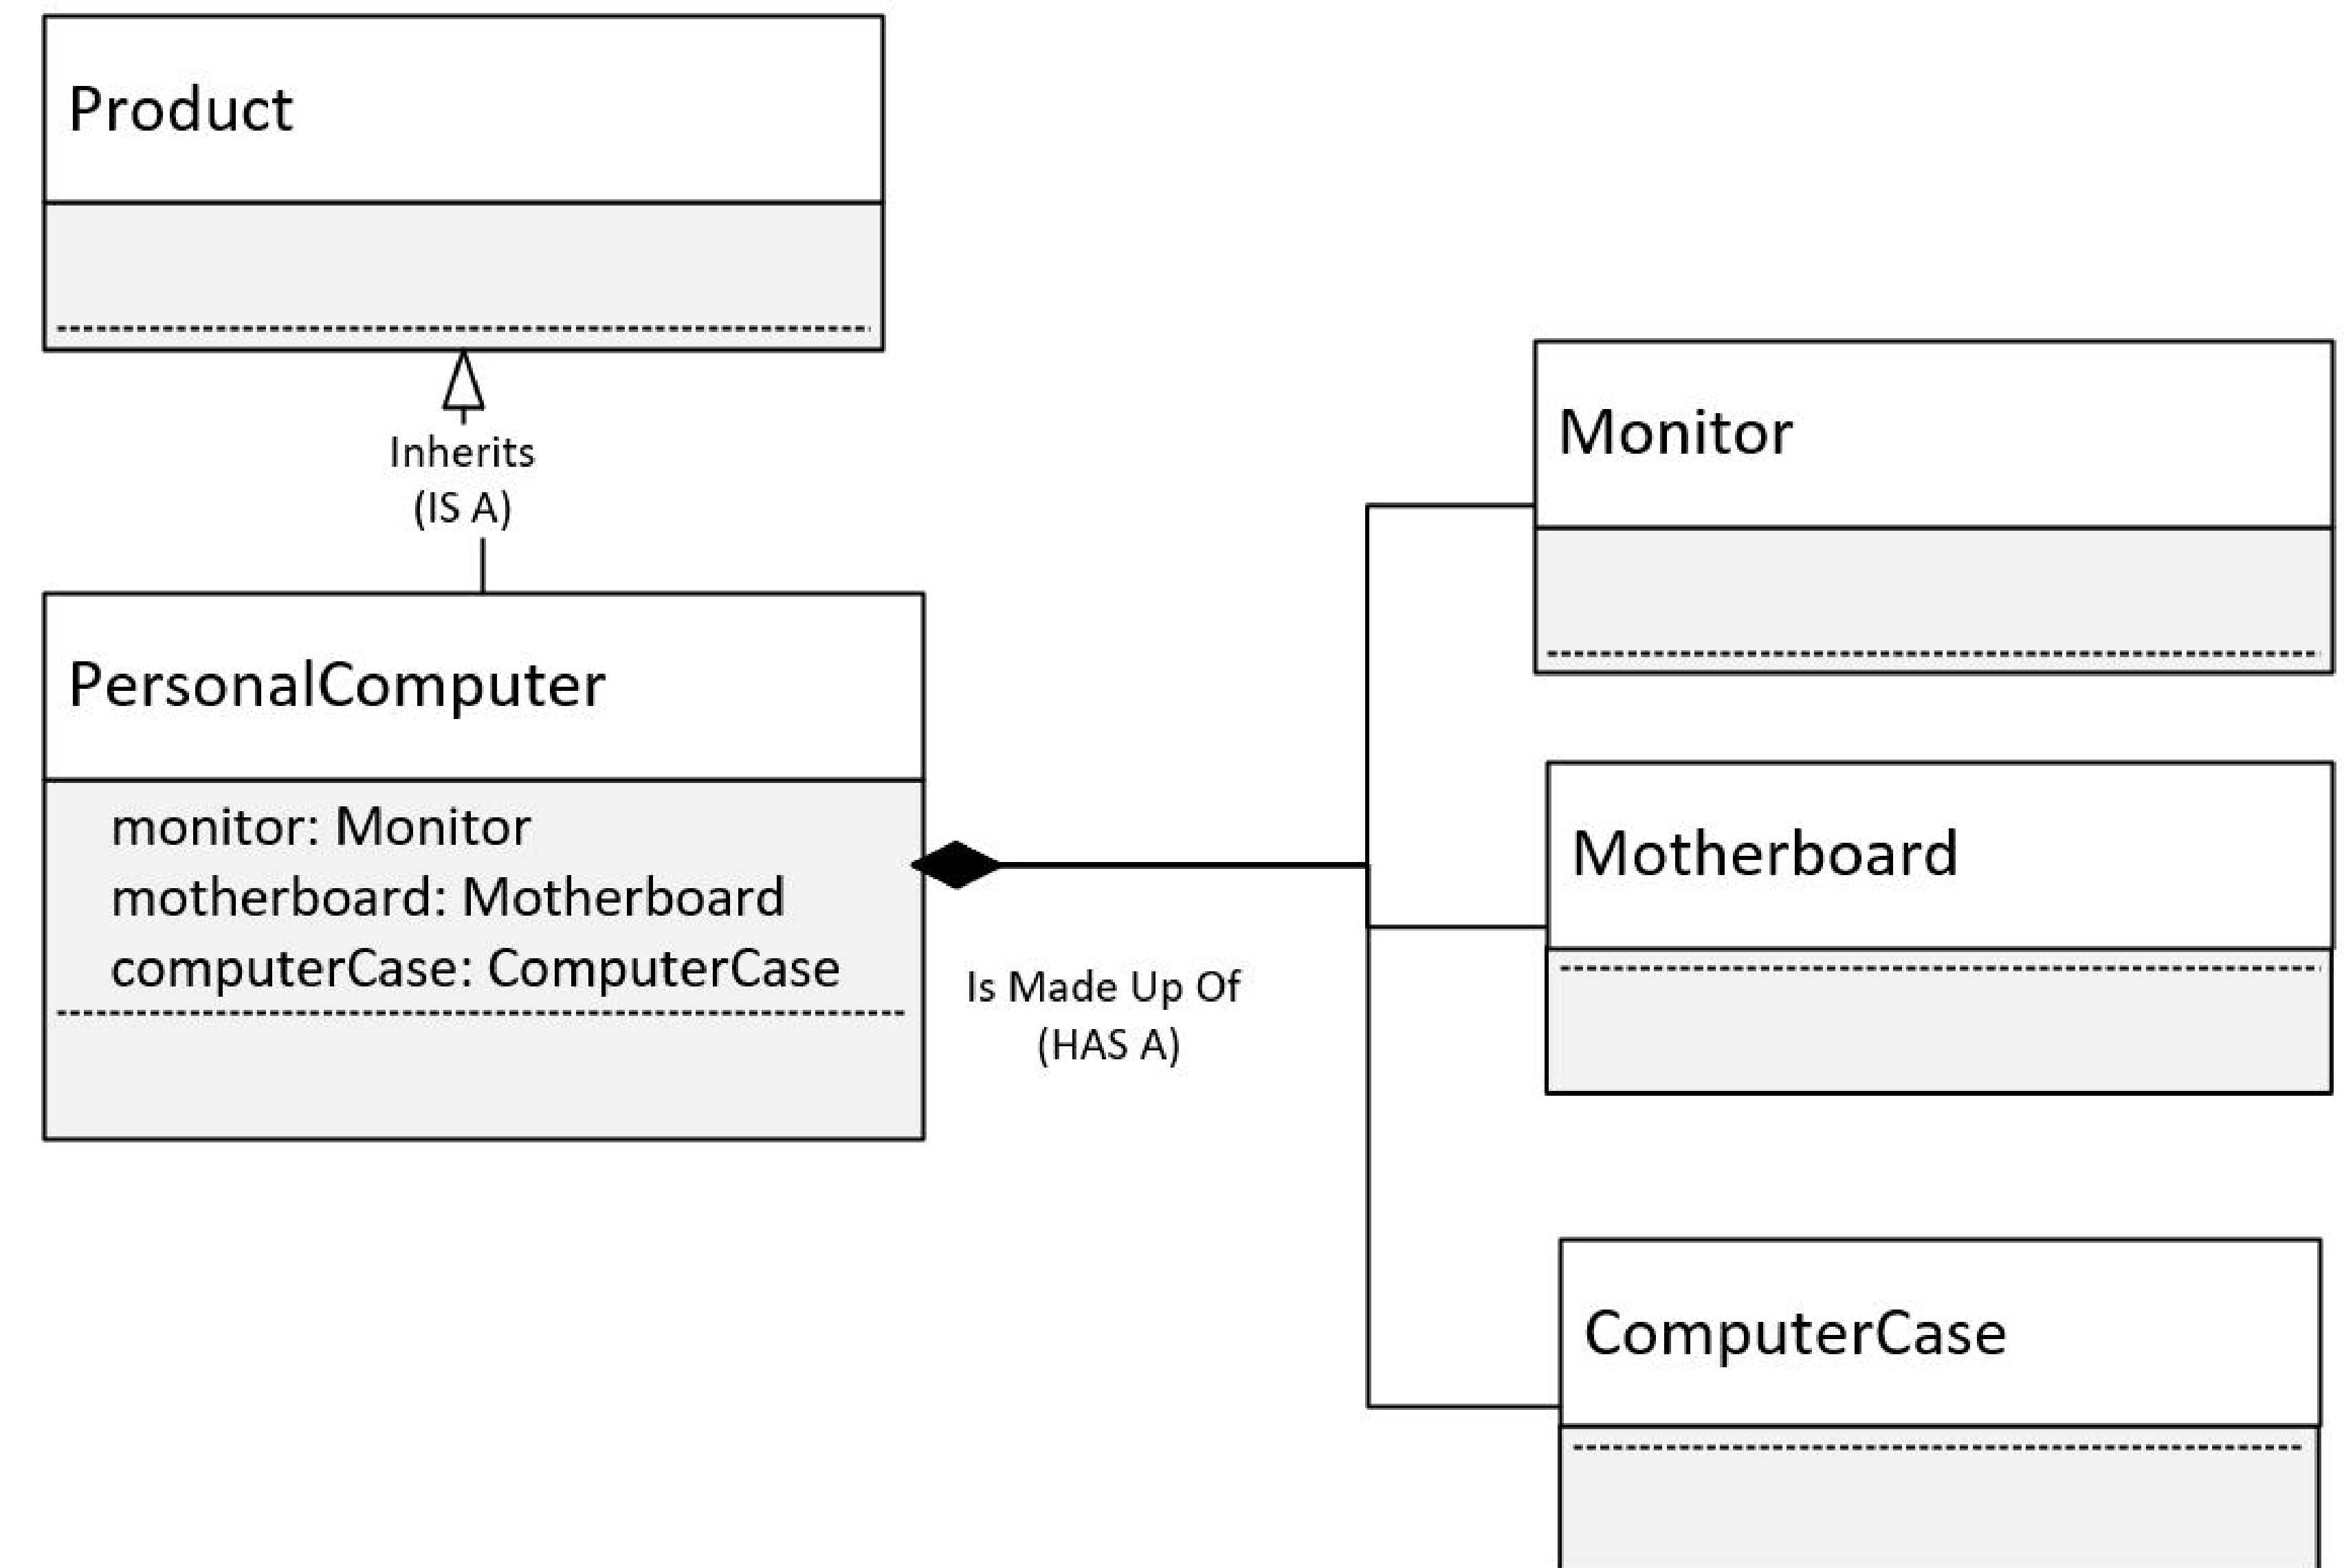 Product
Inherits
(IS A)
PersonalComputer
monitor: Monitor
motherboard: Motherboard
computerCase: ComputerCase
Is Made Up Of
(HAS A)
Monitor
Motherboard
ComputerCase